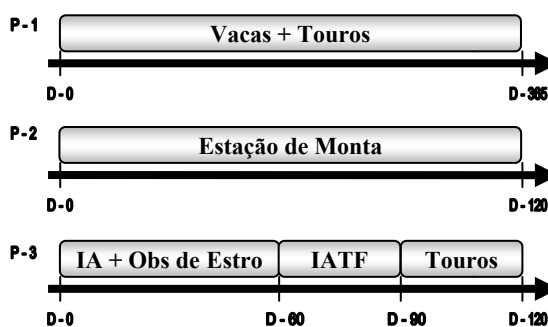 P-1 Vacas + Touros
D-0 D-365
P-2 Estação de Monta
D-0 D-120
P-3 IA + Obs de Estro IATF Touros
D-0 D-60 D-90 D-120